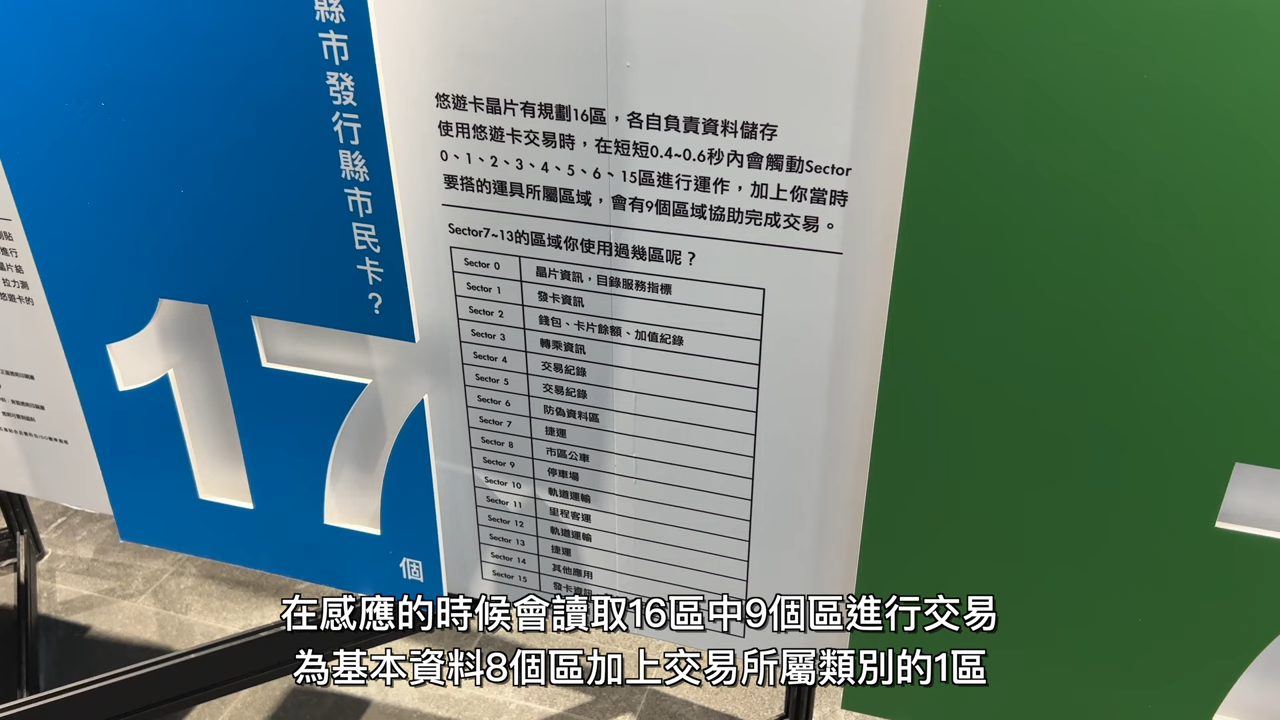 縣市發行縣市民卡？
17
個
悠遊卡晶片有規劃16區，各自負責資料儲存
使用悠遊卡交易時，在短短0.4~0.6秒內會觸動Sector
0、1、2、3、4、5、6、15區進行運作，加上你當時
要搭的運具所屬區域，會有9個區域協助完成交易。
Sector7~13的區域你使用過幾區呢？
Sector 0 晶片資訊，目錄服務指標
Sector 1 發卡資訊
Sector 2 錢包、卡片餘額、加值紀錄
Sector 3 轉乘資訊
Sector 4 交易紀錄
Sector 5 交易紀錄
Sector 6 防偽資料區
Sector 7 捷運
Sector 8 市區公車
Sector 9 停車場
Sector 10 軌道運輸
Sector 11 里程客運
Sector 12 軌道運輸
Sector 13 捷運
Sector 14 其他應用
Sector 15 發卡資訊
在感應的時候會讀取16區中9個區進行交易
為基本資料8個區加上交易所屬類別的1區